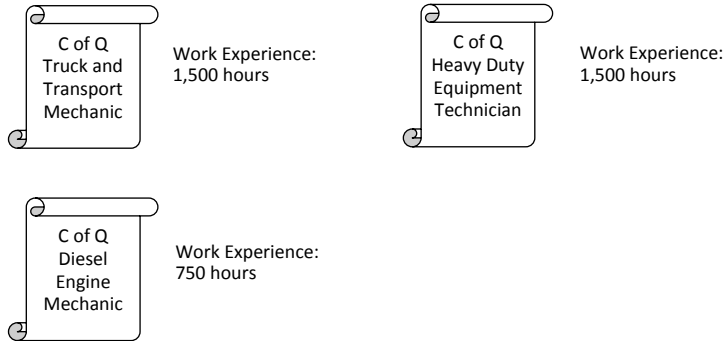 C of Q
Truck and
Transport
Mechanic
Work Experience:
1,500 hours
C of Q
Heavy Duty
Equipment
Technician
Work Experience:
1,500 hours
C of Q
Diesel
Engine
Mechanic
Work Experience:
750 hours